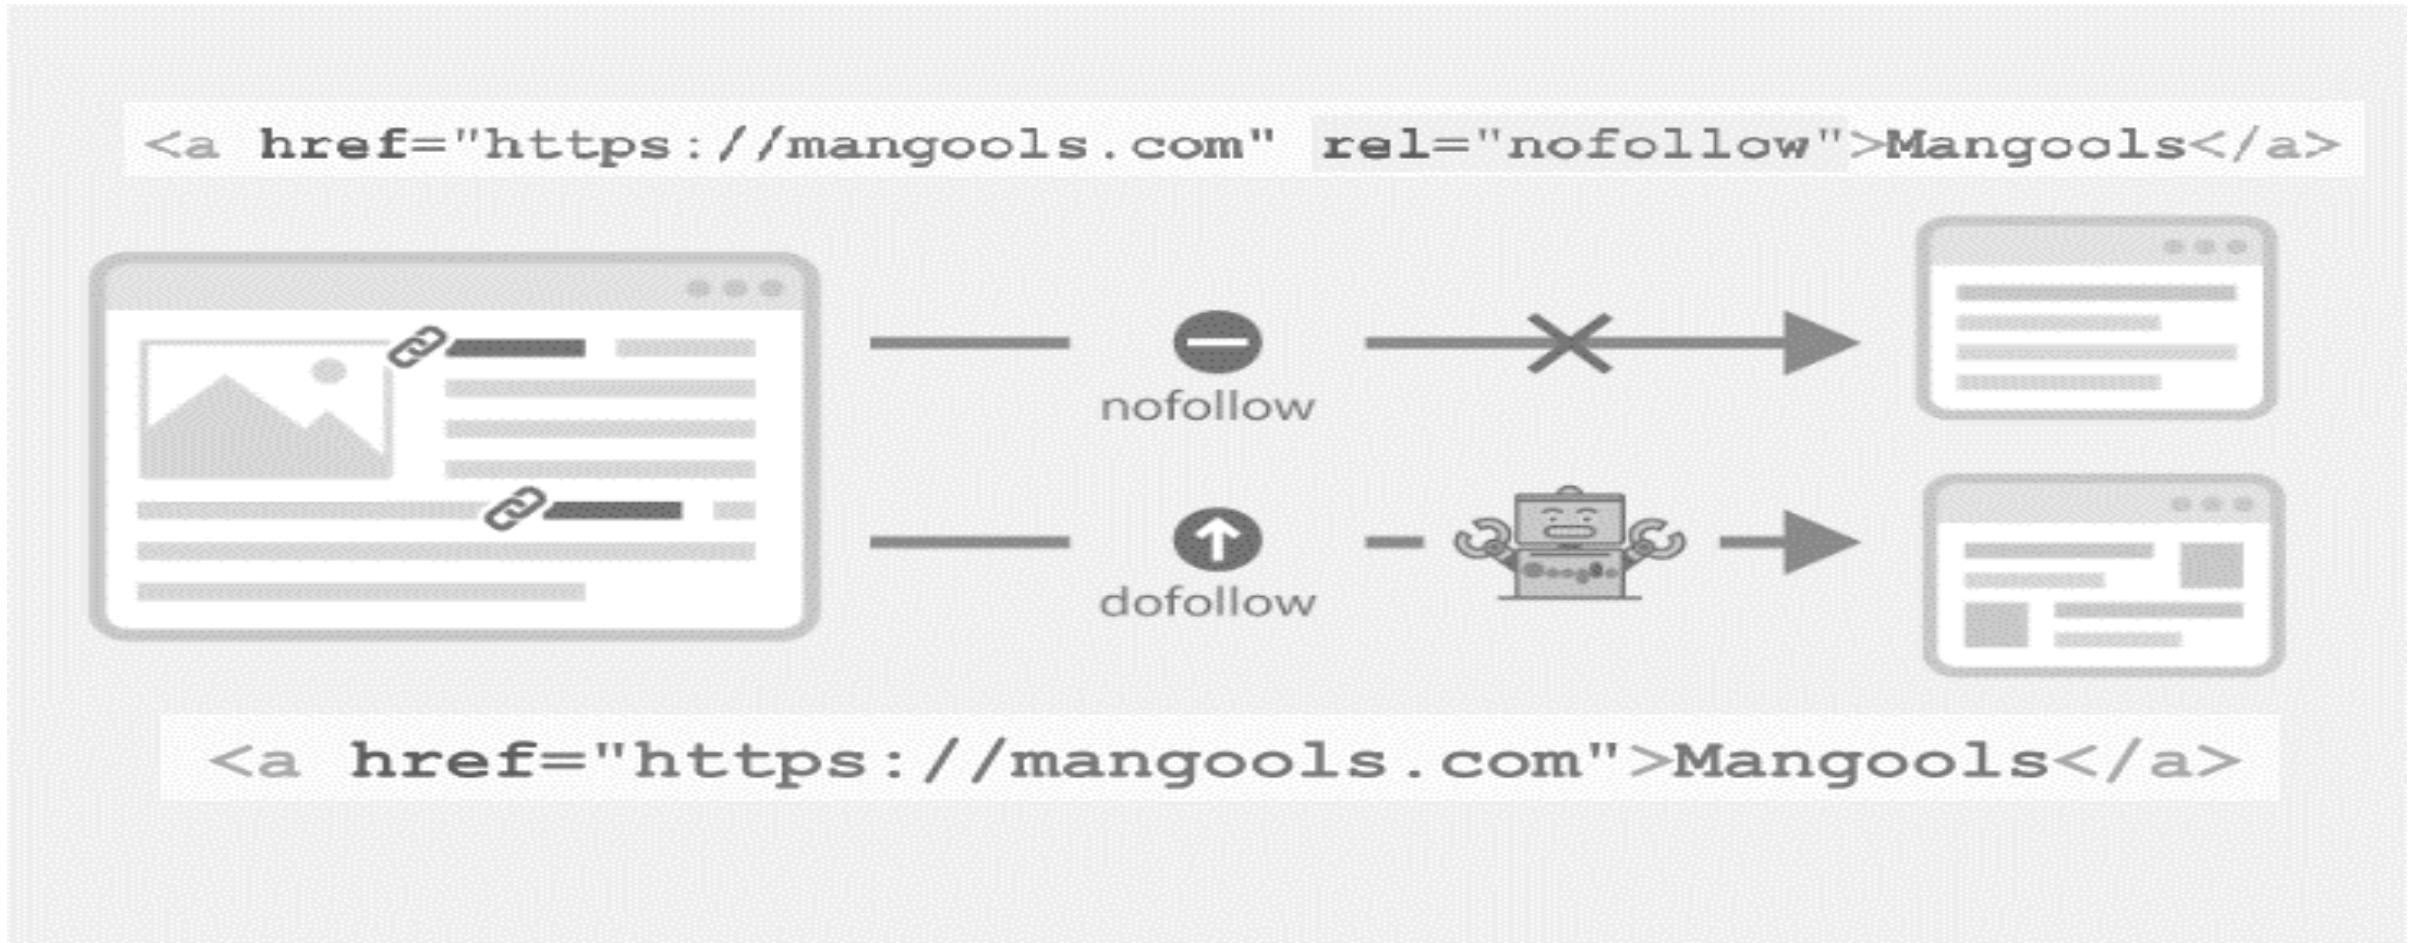 <a href="https://mangools.com" rel="nofollow">Mangools</a>
nofollow
dofollow
<a href="https://mangools.com">Mangools</a>